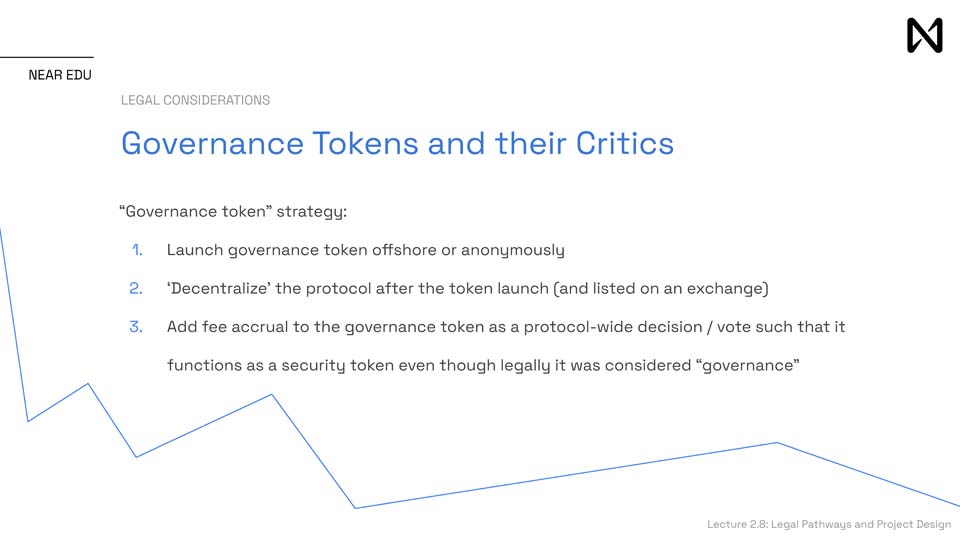 NEAR EDU
LEGAL CONSIDERATIONS
Governance Tokens and their Critics
“Governance token” strategy:
1. Launch governance token offshore or anonymously
2. ‘Decentralize’ the protocol after the token launch (and listed on an exchange)
3. Add fee accrual to the governance token as a protocol-wide decision / vote such that it
functions as a security token even though legally it was considered “governance”
Lecture 2.8: Legal Pathways and Project Design